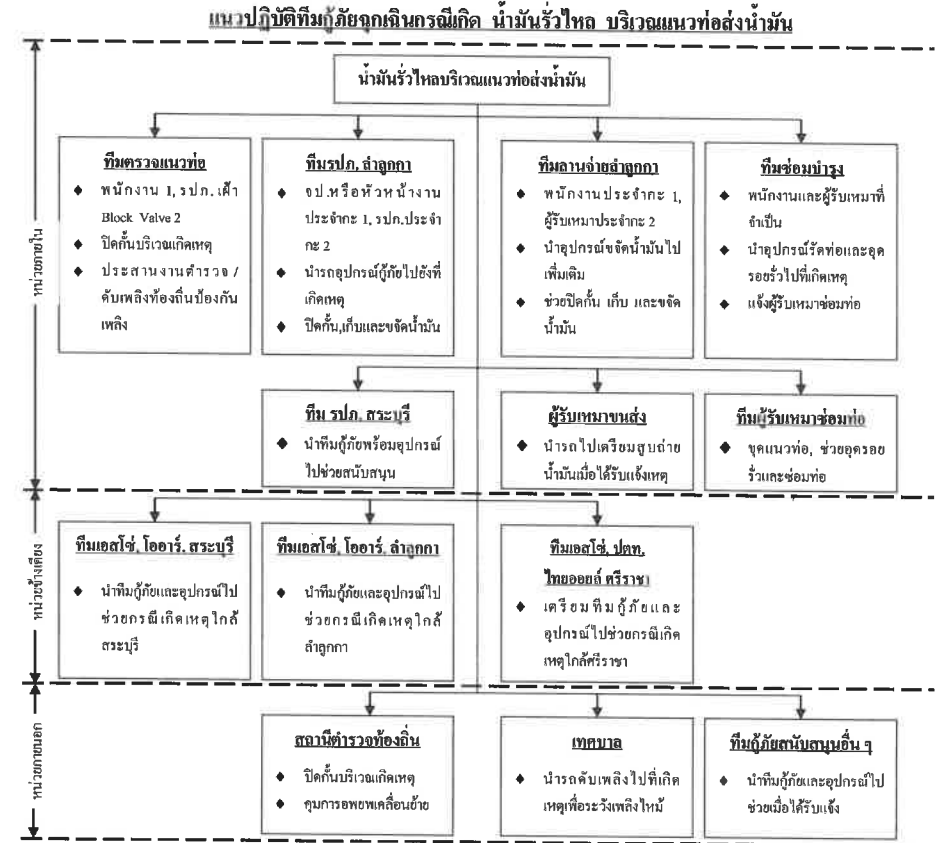 แนวปฏิบัติทีมกู้ภัยฉุกเฉินกรณีเกิด น้ำมันรั่วไหล บริเวณแนวท่อส่งน้ำมัน
น้ำมันรั่วไหลบริเวณแนวท่อส่งน้ำมัน
หน่วยภายใน
ทีมตรวจแนวท่อ
◆ พนักงาน 1, รปภ. เฝ้า
Block Valve 2
◆ ปิดกั้นบริเวณเกิดเหตุ
◆ ประสานงานตำรวจ /
ดับเพลิงท้องถิ่นป้องกัน
เพลิง
ทีมรปภ. ลำลูกกา
◆ จป.หรือหัวหน้างาน
ประจำกะ 1, รปภ.ประจำ
กะ 2
◆ นำรถอุปกรณ์กู้ภัยไปยังที่
เกิดเหตุ
◆ ปิดกั้น,เก็บและขจัดน้ำมัน
ทีมลานจ่ายลำลูกกา
◆ พนักงานประจำกะ 1,
ผู้รับเหมาประจำกะ 2
◆ นำอุปกรณ์ขจัดน้ำมันไป
เพิ่มเติม
◆ ช่วยปิดกั้น เก็บ และขจัด
น้ำมัน
ทีมซ่อมบำรุง
◆ พนักงานและผู้รับเหมาที่
จำเป็น
◆ นำอุปกรณ์รัดท่อและอุด
รอยรั่วไปที่เกิดเหตุ
◆ แจ้งผู้รับเหมาซ่อมท่อ
ทีม รปภ. สระบุรี
◆ นำทีมกู้ภัยพร้อมอุปกรณ์
ไปช่วยสนับสนุน
ผู้รับเหมาขนส่ง
◆ นำรถไปเตรียมสูบถ่าย
น้ำมันเมื่อได้รับแจ้งเหตุ
ทีมผู้รับเหมาซ่อมท่อ
◆ ขุดแนวท่อ, ช่วยอุดรอย
รั่วและซ่อมท่อ
หน่วยข้างเคียง
ทีมเอสโซ่, โออาร์. สระบุรี
◆ นำทีมกู้ภัยและอุปกรณ์ไป
ช่วยกรณีเกิดเหตุใกล้
สระบุรี
ทีมเอสโซ่, โออาร์. ลำลูกกา
◆ นำทีมกู้ภัยและอุปกรณ์ไป
ช่วยกรณีเกิดเหตุใกล้
ลำลูกกา
ทีมเอสโซ่, ปตท.
ไทยออยล์ ศรีราชา
◆ เตรียมทีมกู้ภัยและ
อุปกรณ์ไปช่วยกรณีเกิด
เหตุใกล้ศรีราชา
หน่วยภายนอก
สถานีตำรวจท้องถิ่น
◆ ปิดกั้นบริเวณเกิดเหตุ
◆ คุมการอพยพเคลื่อนย้าย
เทศบาล
◆ นำรถดับเพลิงไปที่เกิด
เหตุเพื่อระวังเพลิงไหม้
ทีมกู้ภัยสนับสนุนอื่น ๆ
◆ นำทีมกู้ภัยและอุปกรณ์ไป
ช่วยเมื่อได้รับแจ้ง